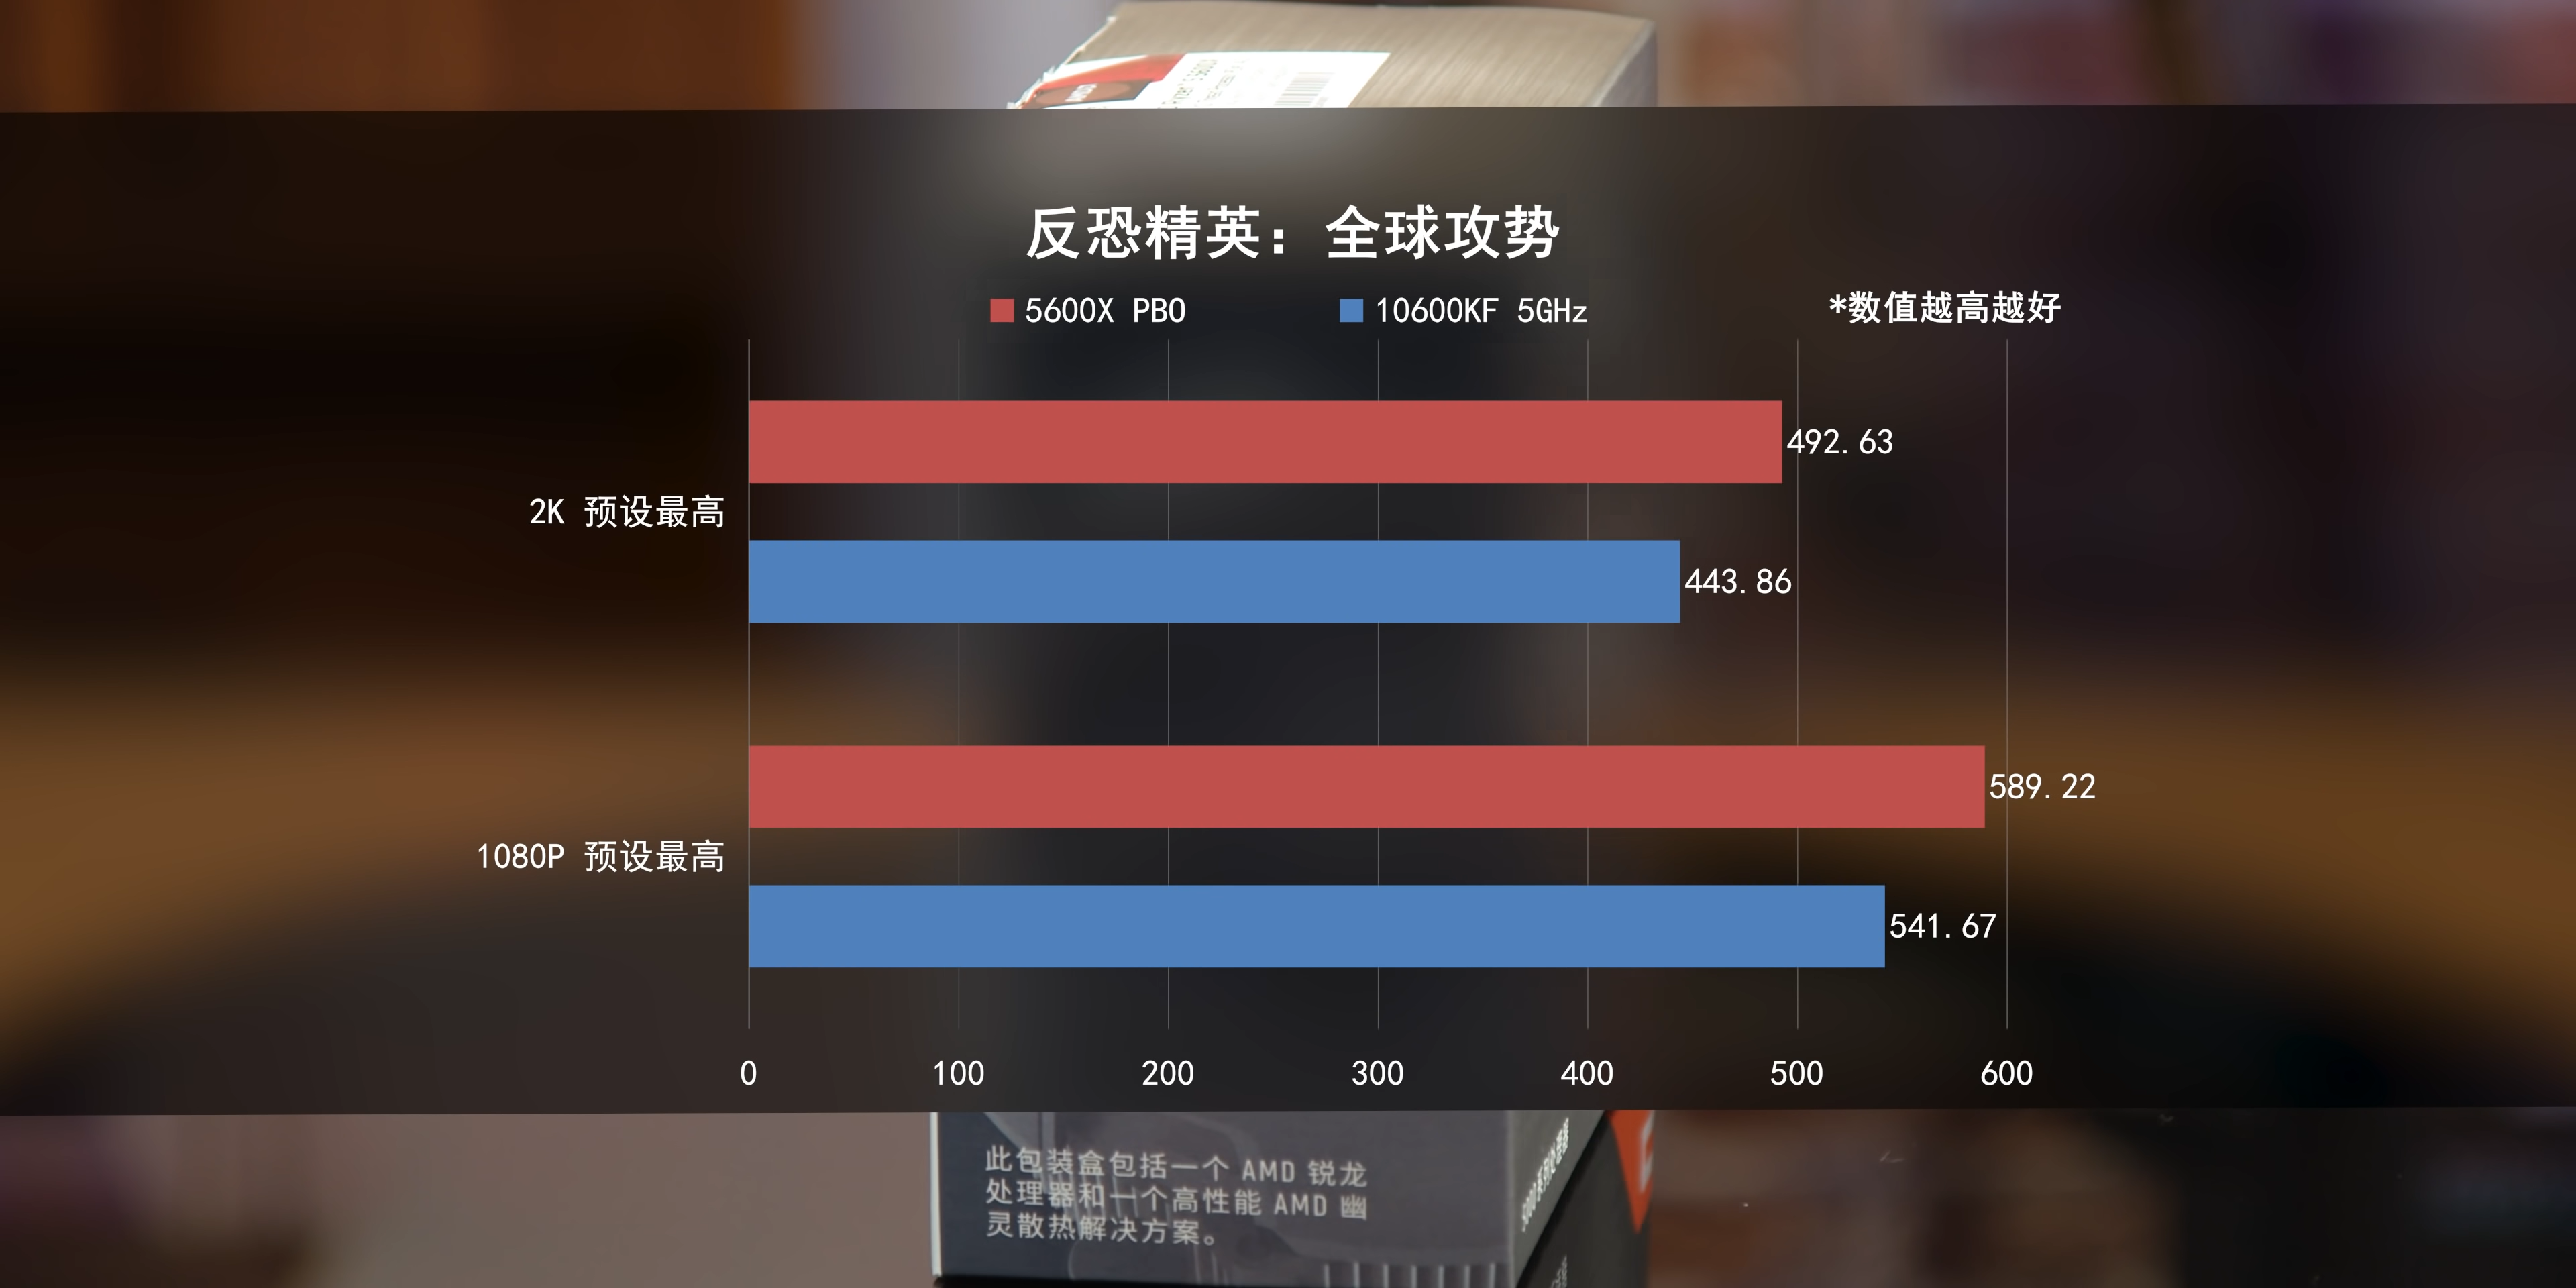 反恐精英：全球攻势
5600X PBO
10600KF 5GHz
*数值越高越好
2K 预设最高
492.63
443.86
1080P 预设最高
589.22
541.67
0 100 200 300 400 500 600
此包装盒包括一个 AMD 锐龙
处理器和一个高性能 AMD 幽
灵散热解决方案。